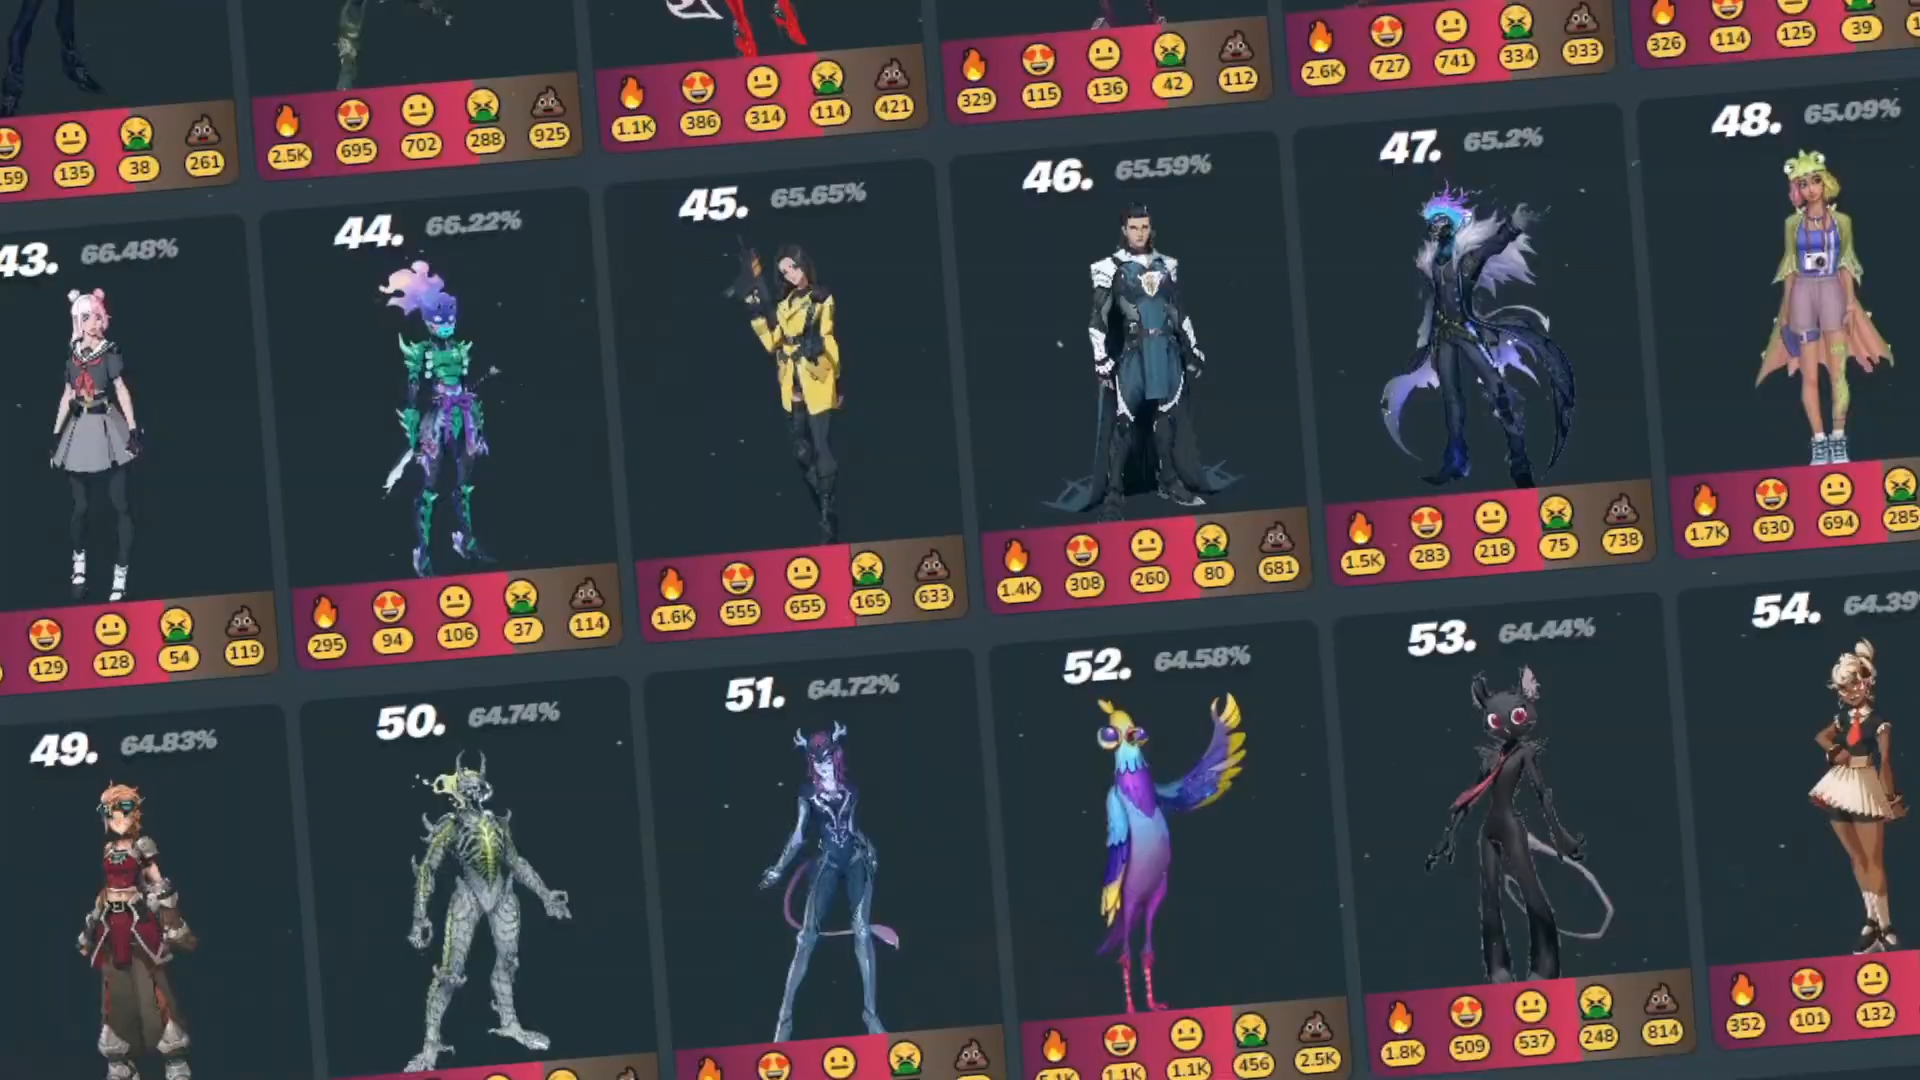 329 115 136 42 112
2.6K 727 741 334 933
326 114 125 39
1.1K 386 314 114 421
2.5K 695 702 288 925
135 38 261
43. 66.48%
44. 66.22%
45. 65.65%
46. 65.59%
47. 65.2%
48. 65.09%
129 128 54 119
295 94 106 37 114
1.6K 555 655 165 633
1.4K 308 260 80 681
1.5K 283 218 75 738
1.7K 630 694 285
49. 64.83%
50. 64.74%
51. 64.72%
52. 64.58%
53. 64.44%
54.
5.1K 1.1K 1.1K 456 2.5K
1.8K 509 537 248 814
352 101 132